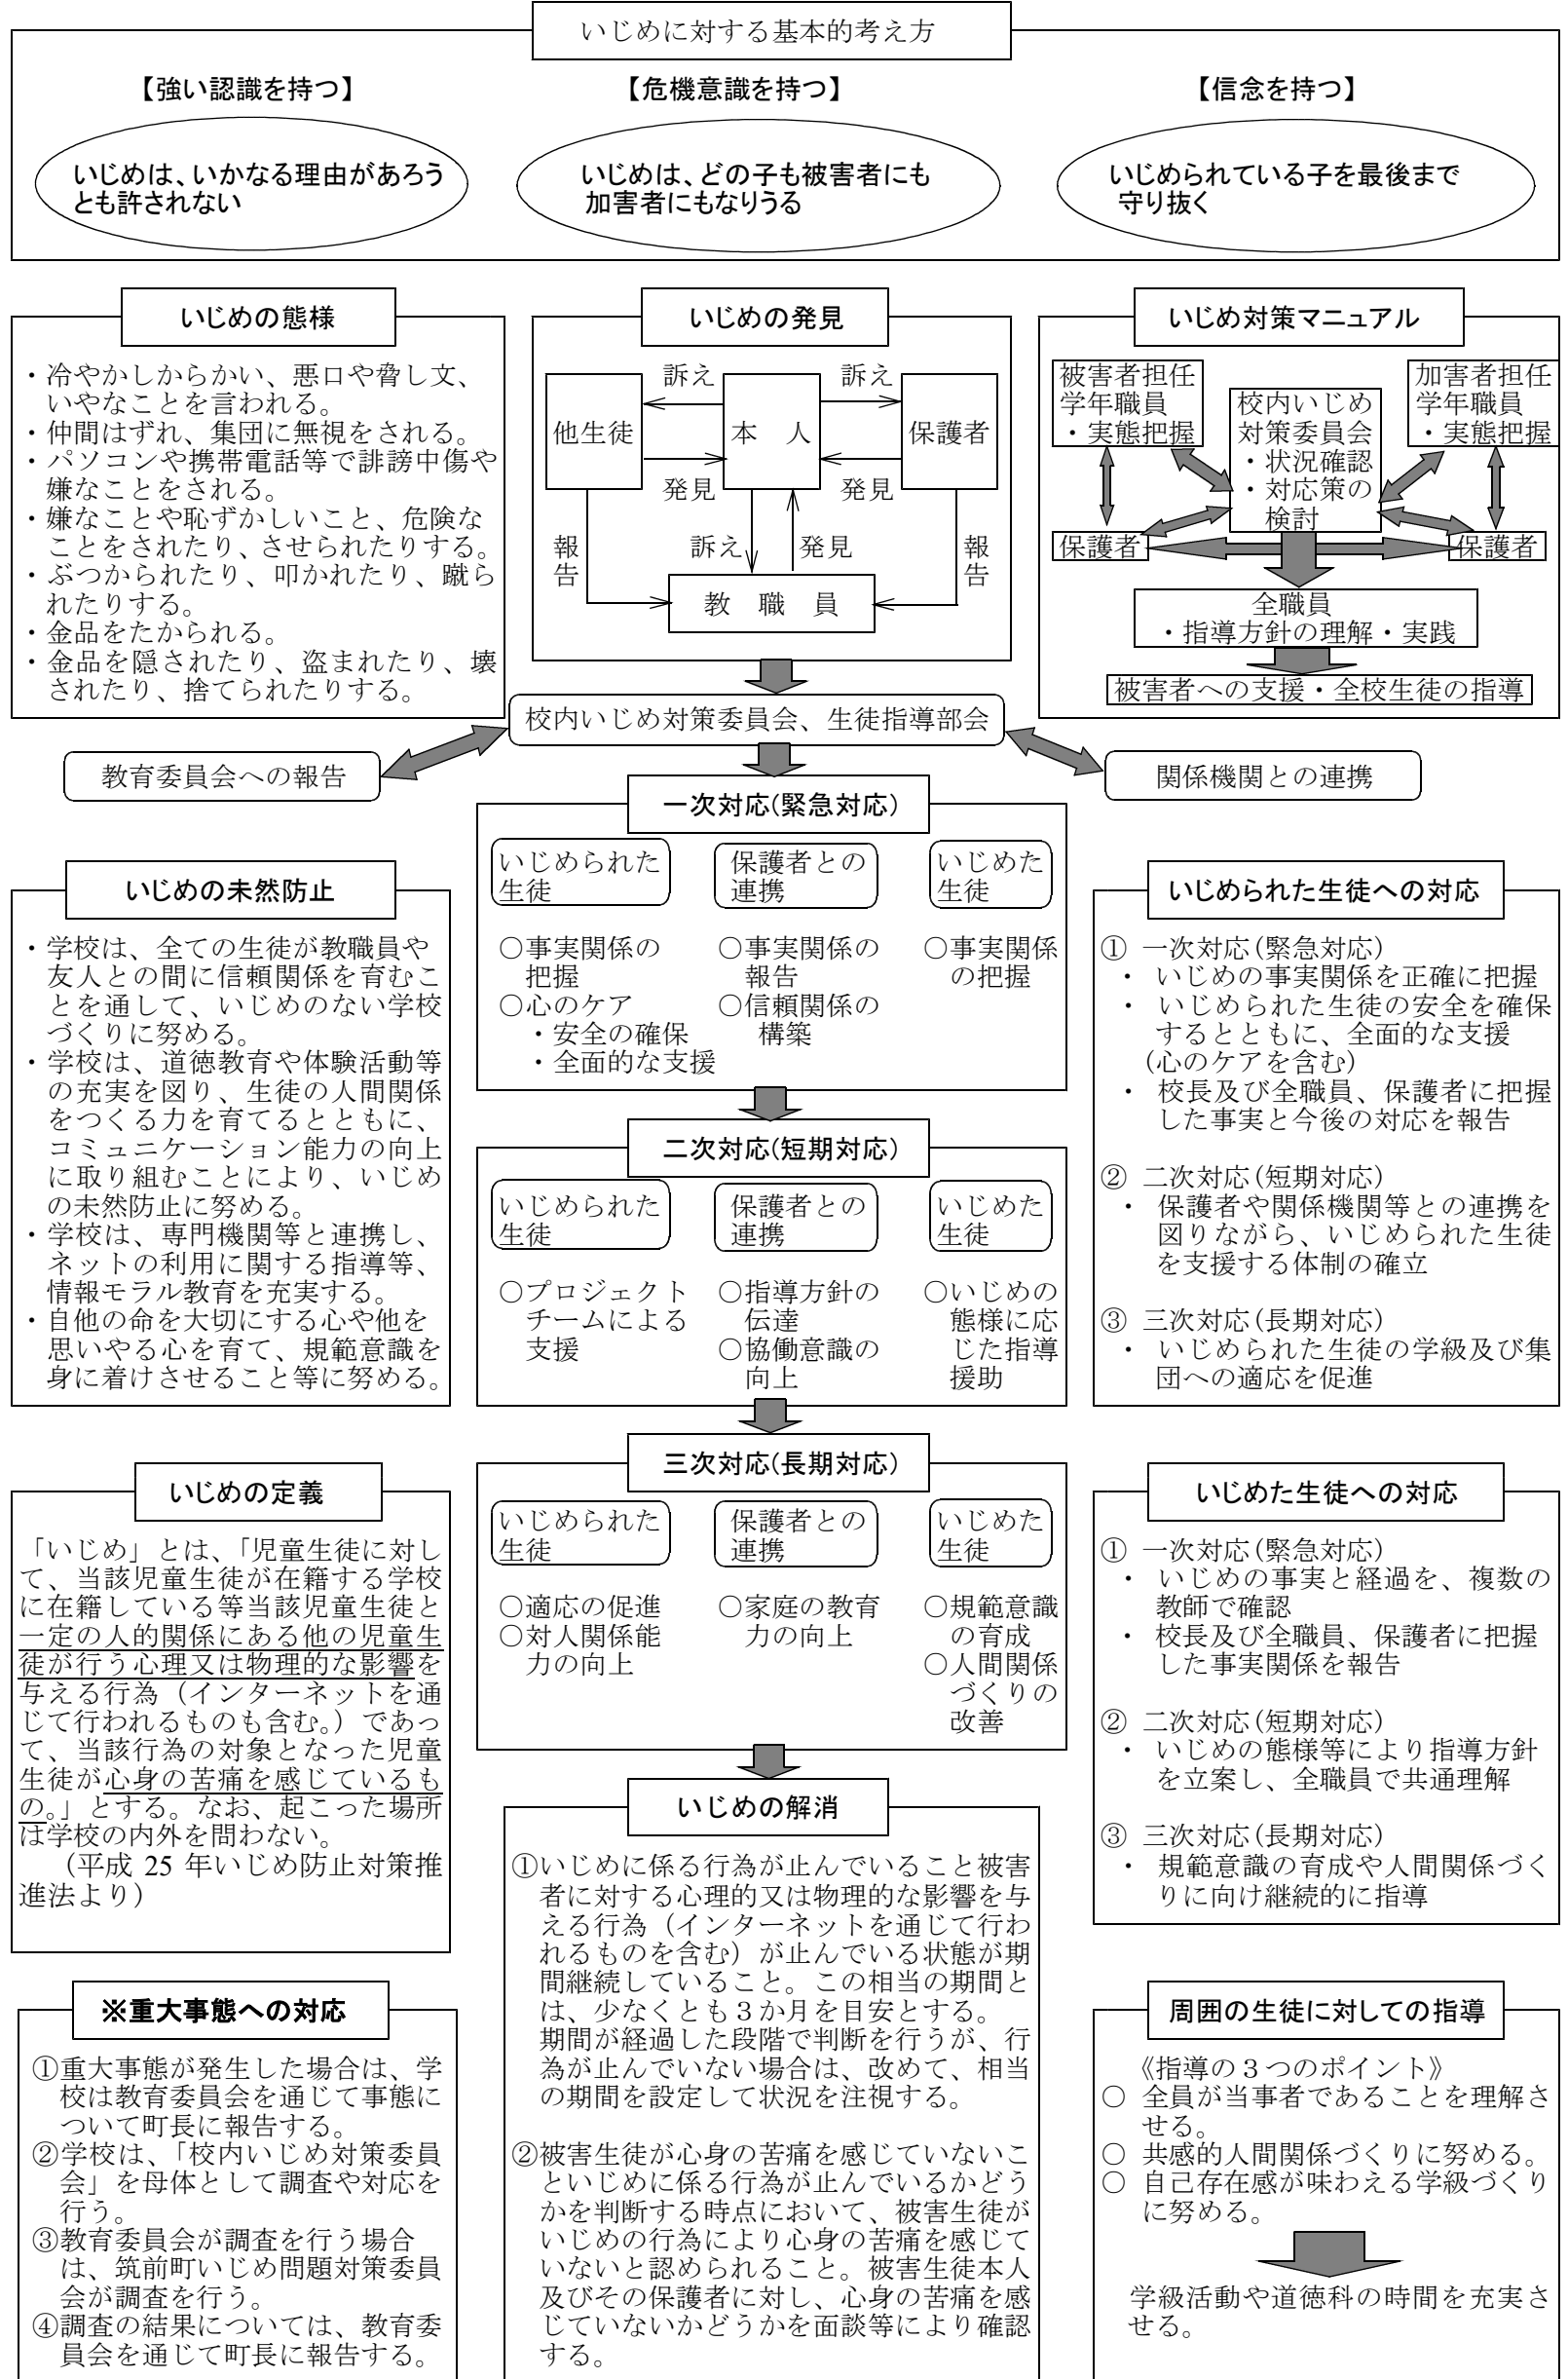 いじめに対する基本的考え方
【強い認識を持つ】
いじめは、いかなる理由があろう
とも許されない
【危機意識を持つ】
いじめは、どの子も被害者にも
加害者にもなりうる
【信念を持つ】
いじめられている子を最後まで
守り抜く
いじめの態様
・冷やかしからかい、悪口や脅し文、
いやなことを言われる。
・仲間はずれ、集団に無視をされる。
・パソコンや携帯電話等で誹謗中傷や
嫌なことをされる。
・嫌なことや恥ずかしいこと、危険な
ことをされたり、させられたりする。
・ぶつかられたり、叩かれたり、蹴ら
れたりする。
・金品をたかられる。
・金品を隠されたり、盗まれたり、壊
されたり、捨てられたりする。
いじめの発見
訴え
訴え
他生徒
本　人
保護者
発見
発見
報告
訴え
発見
報告
教　職　員
いじめ対策マニュアル
被害者担任
学年職員
・実態把握
校内いじめ
対策委員会
・状況確認
・対応策の
検討
加害者担任
学年職員
・実態把握
保護者
保護者
全職員
・指導方針の理解・実践
被害者への支援・全校生徒の指導
校内いじめ対策委員会、生徒指導部会
教育委員会への報告
関係機関との連携
一次対応(緊急対応)
いじめられた
生徒
保護者との
連携
いじめた
生徒
○事実関係の
把握
○心のケア
・安全の確保
・全面的な支援
○事実関係の
報告
○信頼関係の
構築
○事実関係
の把握
いじめの未然防止
・学校は、全ての生徒が教職員や
友人との間に信頼関係を育むこ
とを通して、いじめのない学校
づくりに努める。
・学校は、道徳教育や体験活動等
の充実を図り、生徒の人間関係
をつくる力を育てるとともに、
コミュニケーション能力の向上
に取り組むことにより、いじめ
の未然防止に努める。
・学校は、専門機関等と連携し、
ネットの利用に関する指導等、
情報モラル教育を充実する。
・自他の命を大切にする心や他を
思いやる心を育て、規範意識を
身に着けさせること等に努める。
二次対応(短期対応)
いじめられた
生徒
保護者との
連携
いじめた
生徒
○プロジェクト
チームによる
支援
○指導方針の
伝達
○協働意識の
向上
○いじめの
態様に応
じた指導
援助
いじめられた生徒への対応
① 一次対応(緊急対応)
・ いじめの事実関係を正確に把握
・ いじめられた生徒の安全を確保
するとともに、全面的な支援
(心のケアを含む)
・ 校長及び全職員、保護者に把握
した事実と今後の対応を報告
② 二次対応(短期対応)
・ 保護者や関係機関等との連携を
図りながら、いじめられた生徒
を支援する体制の確立
③ 三次対応(長期対応)
・ いじめられた生徒の学級及び集
団への適応を促進
いじめの定義
「いじめ」とは、「児童生徒に対し
て、当該児童生徒が在籍する学校
に在籍している等当該児童生徒と
一定の人的関係にある他の児童生
徒が行う心理又は物理的な影響を
与える行為（インターネットを通
じて行われるものも含む。）であっ
て、当該行為の対象となった児童
生徒が心身の苦痛を感じているも
の。」とする。なお、起こった場所
は学校の内外を問わない。
（平成 25 年いじめ防止対策推
進法より）
三次対応(長期対応)
いじめられた
生徒
保護者との
連携
いじめた
生徒
○適応の促進
○対人関係能
力の向上
○家庭の教育
力の向上
○規範意識
の育成
○人間関係
づくりの
改善
いじめた生徒への対応
① 一次対応(緊急対応)
・ いじめの事実と経過を、複数の
教師で確認
・ 校長及び全職員、保護者に把握
した事実関係を報告
② 二次対応(短期対応)
・ いじめの態様等により指導方針
を立案し、全職員で共通理解
③ 三次対応(長期対応)
・ 規範意識の育成や人間関係づく
りに向け継続的に指導
※重大事態への対応
①重大事態が発生した場合は、学
校は教育委員会を通じて事態に
ついて町長に報告する。
②学校は、「校内いじめ対策委員
会」を母体として調査や対応を
行う。
③教育委員会が調査を行う場合
は、筑前町いじめ問題対策委員
会が調査を行う。
④調査の結果については、教育委
員会を通じて町長に報告する。
いじめの解消
①いじめに係る行為が止んでいること被害
者に対する心理的又は物理的な影響を与
える行為（インターネットを通じて行わ
れるものを含む）が止んでいる状態が期
間継続していること。この相当の期間と
は、少なくとも３か月を目安とする。
期間が経過した段階で判断を行うが、行
為が止んでいない場合は、改めて、相当
の期間を設定して状況を注視する。
②被害生徒が心身の苦痛を感じていないこ
といじめに係る行為が止んでいるかどう
かを判断する時点において、被害生徒が
いじめの行為により心身の苦痛を感じて
いないと認められること。被害生徒本人
及びその保護者に対し、心身の苦痛を感
じていないかどうかを面談等により確認
する。
周囲の生徒に対しての指導
《指導の３つのポイント》
○ 全員が当事者であることを理解さ
せる。
○ 共感的人間関係づくりに努める。
○ 自己存在感が味わえる学級づくり
に努める。
学級活動や道徳科の時間を充実さ
せる。